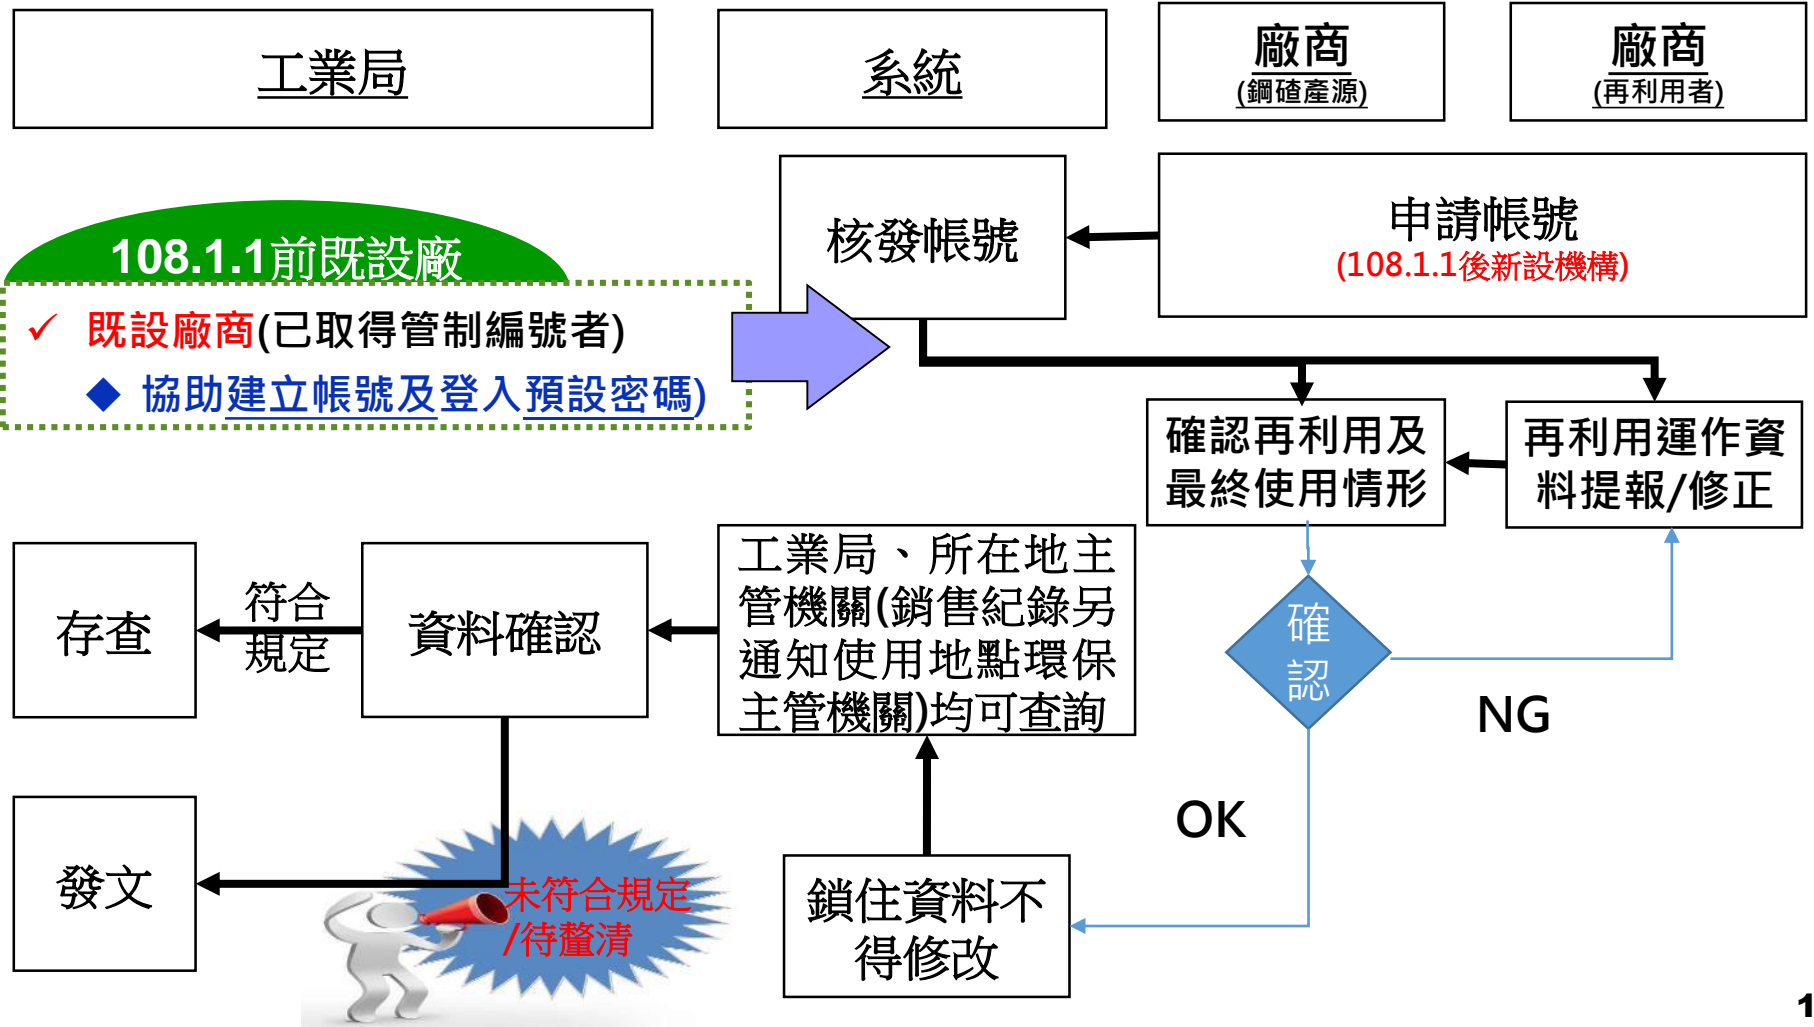 工業局
系統
廠商
(鋼碴產源)
廠商
(再利用者)
核發帳號
申請帳號
(108.1.1後新設機構)
108.1.1前既設廠
既設廠商(已取得管制編號者)
協助建立帳號及登入預設密碼)
確認再利用及
最終使用情形
再利用運作資
料提報/修正
存查
符合
規定
資料確認
工業局、所在地主
管機關(銷售紀錄另
通知使用地點環保
主管機關)均可查詢
確
認
NG
OK
發文
未符合規定
/待釐清
鎖住資料不
得修改
1